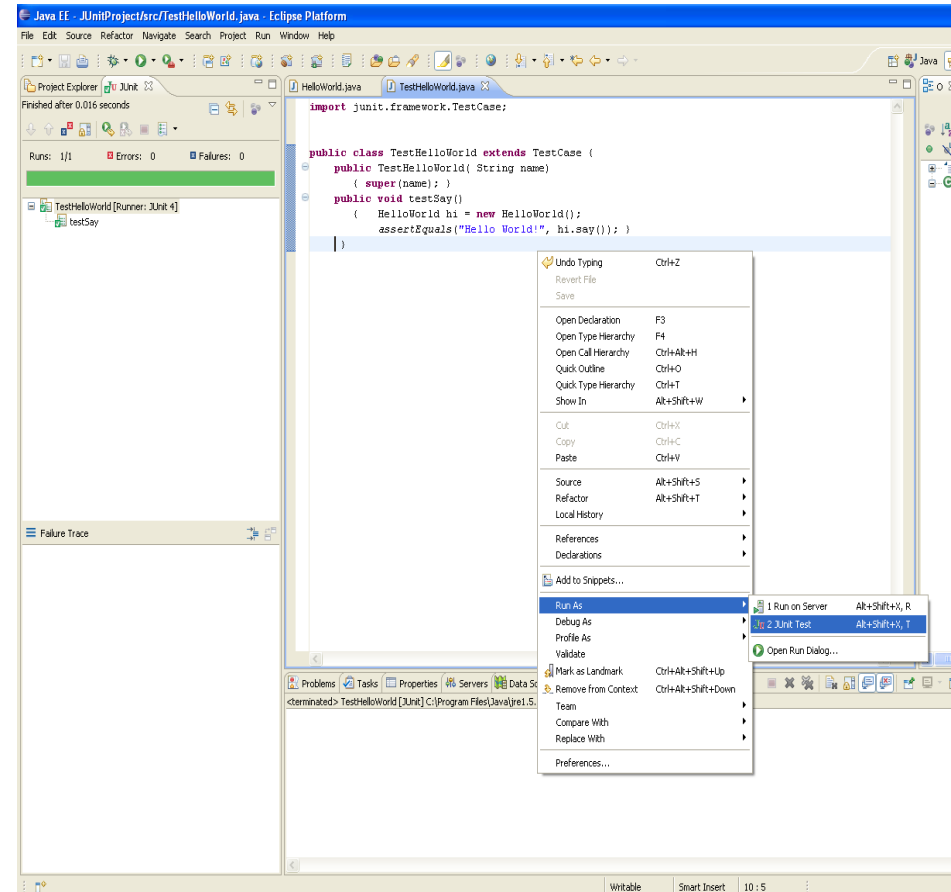 Java EE - JUnitProject/src/TestHelloWorld.java - Eclipse Platform
File Edit Source Refactor Navigate Search Project Run Window Help
Java
Project Explorer JUnit
Finished after 0.016 seconds
Runs: 1/1 Errors: 0 Failures: 0
TestHelloWorld [Runner: JUnit 4]
testSay
Failure Trace
HelloWorld.java TestHelloWorld.java
import junit.framework.TestCase;
public class TestHelloWorld extends TestCase {
public TestHelloWorld( String name)
{ super(name); }
public void testSay()
{ HelloWorld hi = new HelloWorld();
assertEquals("Hello World!", hi.say()); }
}
Undo Typing Ctrl+Z
Revert File
Save
Open Declaration F3
Open Type Hierarchy F4
Open Call Hierarchy Ctrl+Alt+H
Quick Outline Ctrl+O
Quick Type Hierarchy Ctrl+T
Show In Alt+Shift+W
Cut Ctrl+X
Copy Ctrl+C
Paste Ctrl+V
Source Alt+Shift+S
Refactor Alt+Shift+T
Local History
References
Declarations
Add to Snippets...
Run As
Debug As
Profile As
Validate
Mark as Landmark Ctrl+Alt+Shift+Up
Remove from Context Ctrl+Alt+Shift+Down
Team
Compare With
Replace With
Preferences...
1 Run on Server Alt+Shift+X, R
2 JUnit Test Alt+Shift+X, T
Open Run Dialog...
O
Problems Tasks Properties Servers Data So
<terminated> TestHelloWorld [JUnit] C:\Program Files\Java\jre1.5.
Writable Smart Insert 10 : 5